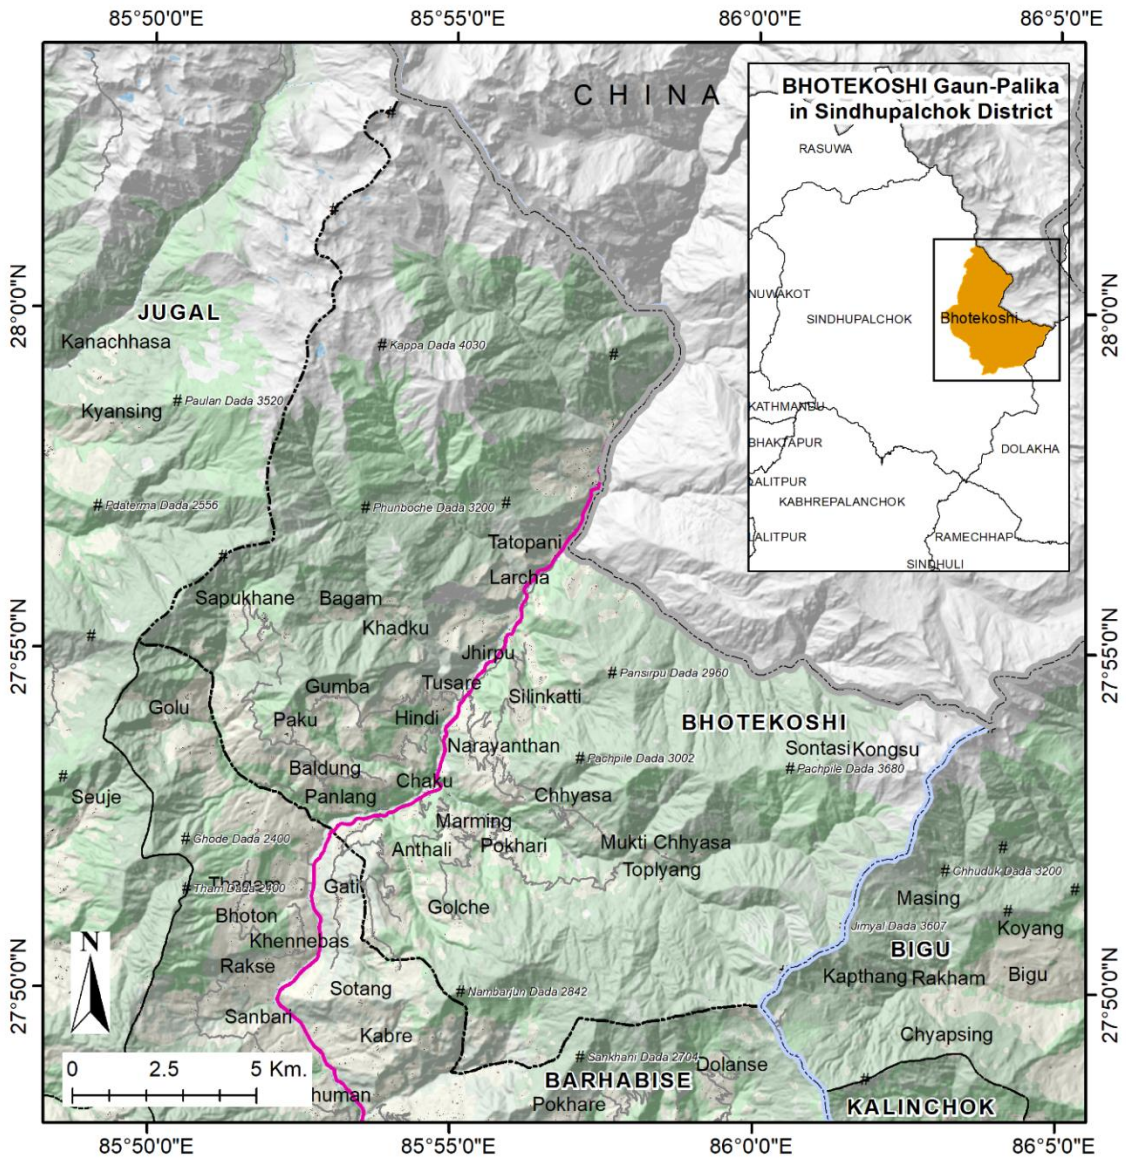 85°50'0"E
85°55'0"E
86°0'0"E
86°5'0"E
CHINA
BHOTEKOSHI Gaun-Palika
in Sindhupalchok District
RASUWA
NUWAKOT
SINDHUPALCHOK
Bhotekoshi
KATHMANDU
BHAKTAPUR
DOLAKHA
LALITPUR
KABHREPALANCHOK
LALITPUR
RAMECHHAP
SINDHULI
28°0'0"N
28°0'0"N
JUGAL
Kanachhasa
# Kappa Dada 4030
#
Kyansing
# Paulan Dada 3520
# Pdaterma Dada 2556
# Phunboche Dada 3200
#
Tatopani
Larcha
Sapukhane
Bagam
Khadku
27°55'0"N
27°55'0"N
Jhirpu
# Pansirpu Dada 2960
Gumba
Tusare
Silinkatti
Golu
Paku
Hindi
BHOTEKOSHI
Narayanthan
Sontasi
Kongsu
# Pachpile Dada 3002
# Pachpile Dada 3680
Baldung
Chaku
Seuje
Panlang
Chhyasa
Marming
# Ghode Dada 2400
Anthali
Pokhari
Mukti Chhyasa
Toplyang
# Chhuduk Dada 3200
# Tham Dada 2400
Gati
Masing
Bhoton
Golche
Jimyal Dada 3607
Koyang
Khennebas
BIGU
Rakse
Kapthang
Rakham
Bigu
27°50'0"N
27°50'0"N
Sotang
# Nambarjun Dada 2842
N
Sanbari
Kabre
Chyapsing
# Sankhani Dada 2704
Dolanse
0 2.5 5 Km.
BARHABISE
Pokhare
human
KALINCHOK
85°50'0"E
85°55'0"E
86°0'0"E
86°5'0"E